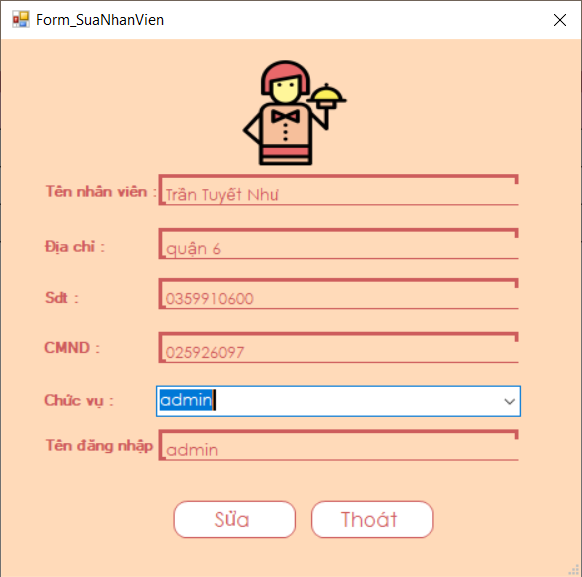 Form_SuaNhanVien
Tên nhân viên : Trần Tuyết Như
Địa chỉ : quận 6
Sdt : 0359910600
CMND : 025926097
Chức vụ : admin
Tên đăng nhập admin
Sửa Thoát